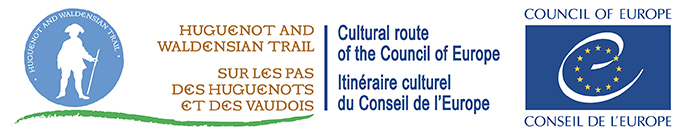 · HUGUENOT AND WALDENSIAN TRAIL ·
HUGUENOT AND
WALDENSIAN TRAIL
SUR LES PAS
DES HUGUENOTS
ET DES VAUDOIS
Cultural route
of the Council of Europe
Itinéraire culturel
du Conseil de l'Europe
COUNCIL OF EUROPE
CONSEIL DE L'EUROPE